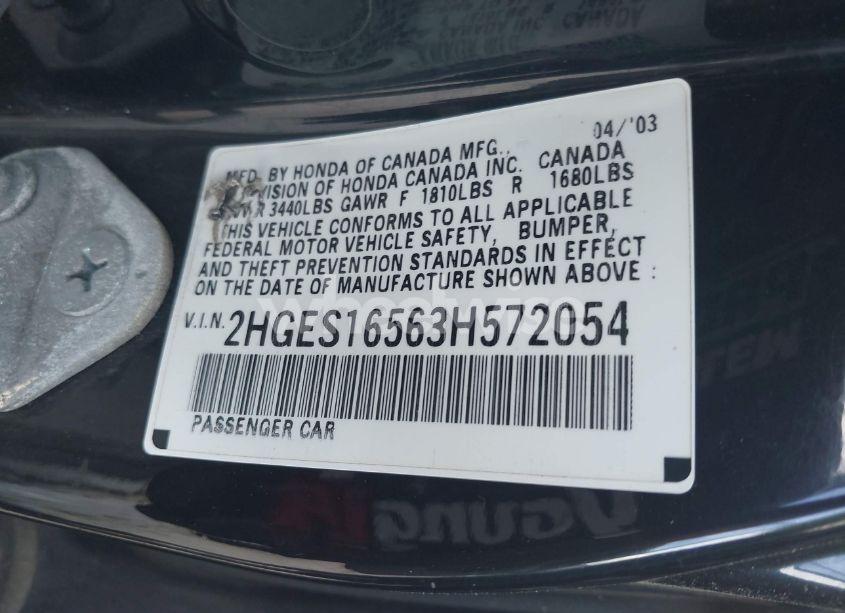 04/'03
MFD. BY HONDA OF CANADA MFG.,
VISION OF HONDA CANADA INC. CANADA
3440LBS GAWR F 1810LBS R 1680LBS
THIS VEHICLE CONFORMS TO ALL APPLICABLE
FEDERAL MOTOR VEHICLE SAFETY, BUMPER,
AND THEFT PREVENTION STANDARDS IN EFFECT
ON THE DATE OF MANUFACTURE SHOWN ABOVE :
V.I.N. 2HGES16563H572054
PASSENGER CAR